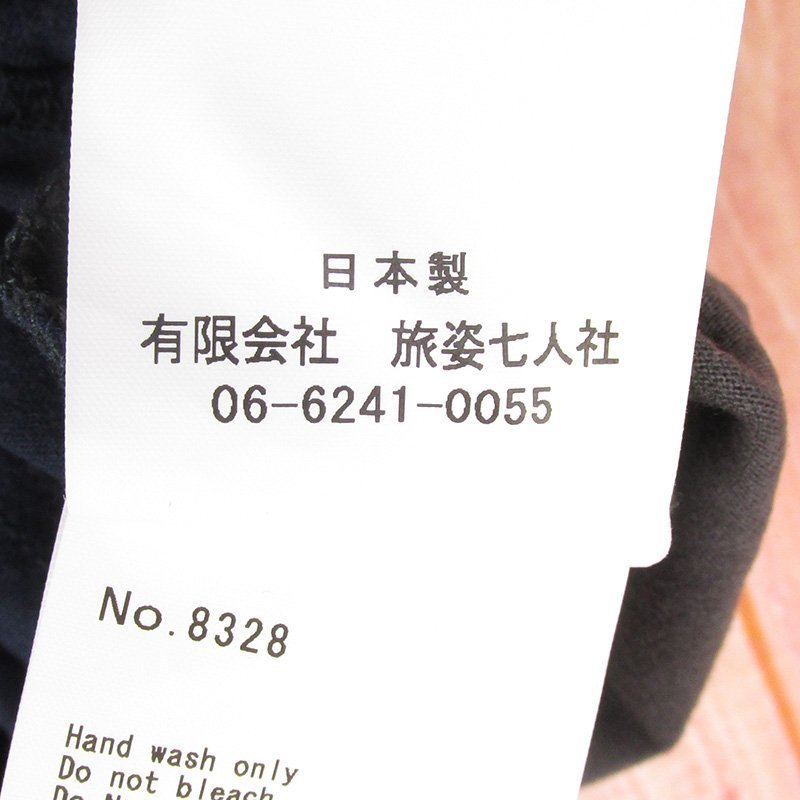 日本製
有限会社　旅姿七人社
06-6241-0055
No.8328
Hand wash only
Do not bleach
Do